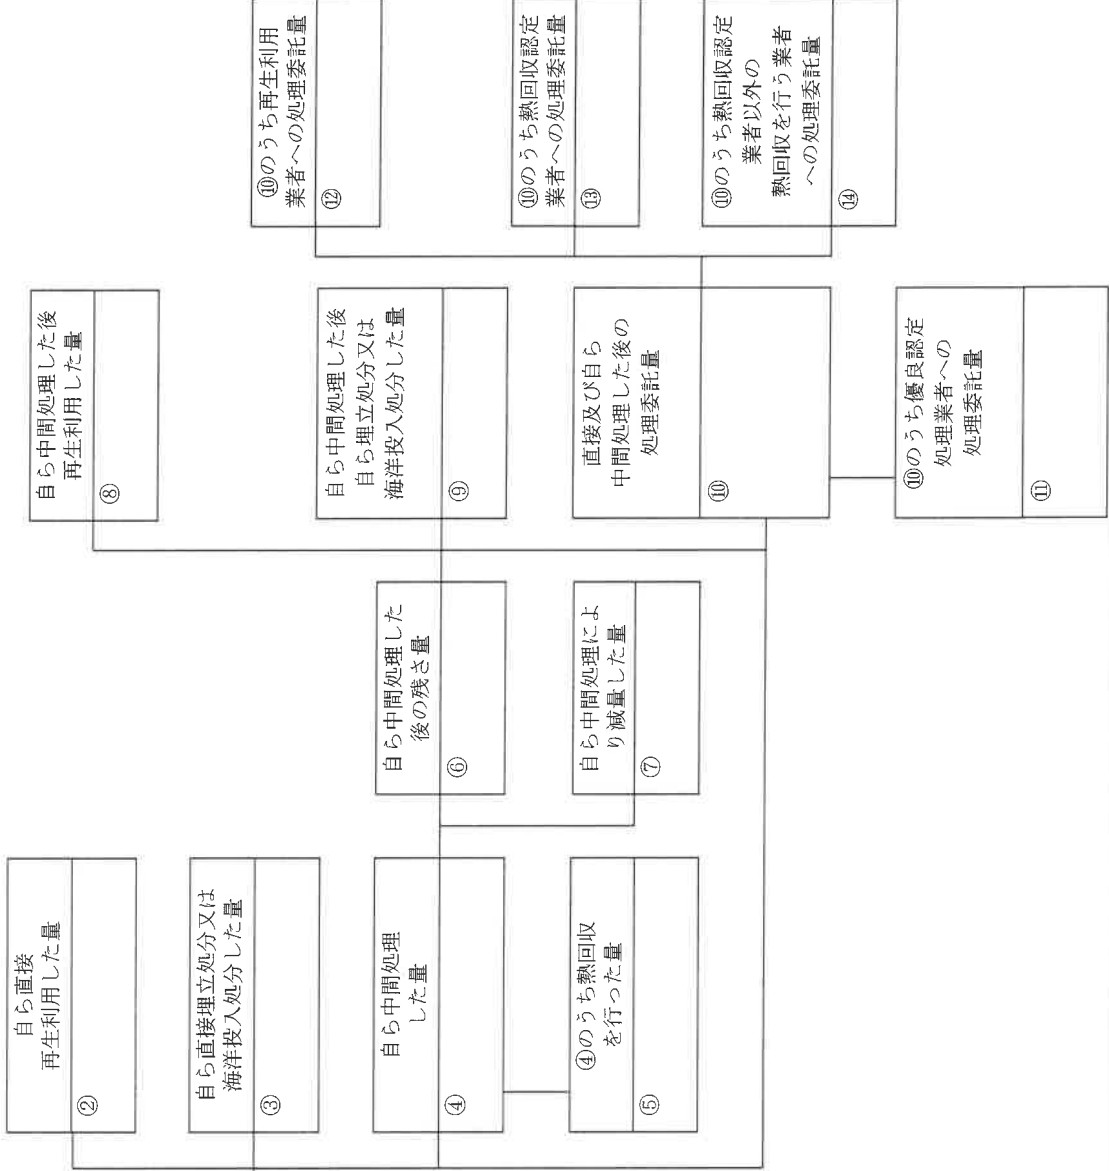 自ら直接
再生利用した量
②
自ら直接埋立処分又は
海洋投入処分した量
③
自ら中間処理
した量
④
④のうち熱回収
を行った量
⑤
自ら中間処理した
後の残さ量
⑥
自ら中間処理によ
り減量した量
⑦
自ら中間処理した後
再生利用した量
⑧
自ら中間処理した後
自ら埋立処分又は
海洋投入処分した量
⑨
直接及び自ら
中間処理した後の
処理委託量
⑩
⑩のうち優良認定
処理業者への
処理委託量
⑪
⑩のうち再生利用
業者への処理委託量
⑫
⑩のうち熱回収認定
業者への処理委託量
⑬
⑩のうち熱回収認定
業者以外の
熱回収を行う業者
への処理委託量
⑭